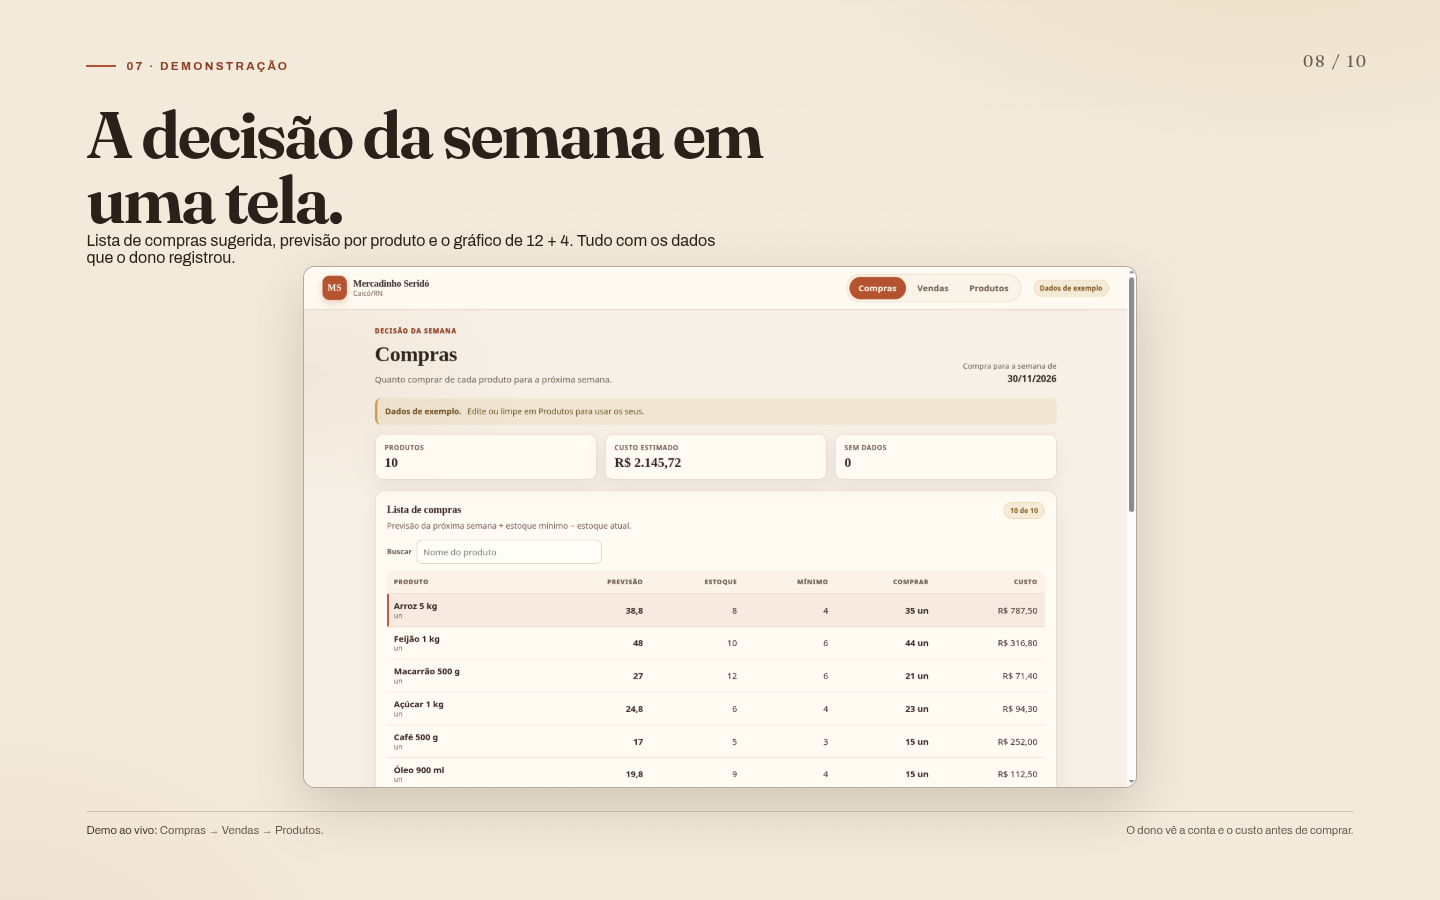 07 · DEMONSTRAÇÃO
08 / 10
A decisão da semana em
uma tela.
Lista de compras sugerida, previsão por produto e o gráfico de 12 + 4. Tudo com os dados
que o dono registrou.
MS
Mercadinho Seridó
Caicó/RN
Compras Vendas Produtos
Dados de exemplo
DECISÃO DA SEMANA
Compras
Quanto comprar de cada produto para a próxima semana.
Compra para a semana de
30/11/2026
Dados de exemplo. Edite ou limpe em Produtos para usar os seus.
PRODUTOS
10
CUSTO ESTIMADO
R$ 2.145,72
SEM DADOS
0
Lista de compras
10 de 10
Previsão da próxima semana + estoque mínimo − estoque atual.
Buscar Nome do produto
PRODUTO PREVISÃO ESTOQUE MÍNIMO COMPRAR CUSTO
Arroz 5 kg
un
38,8 8 4 35 un R$ 787,50
Feijão 1 kg
un
48 10 6 44 un R$ 316,80
Macarrão 500 g
un
27 12 6 21 un R$ 71,40
Açúcar 1 kg
un
24,8 6 4 23 un R$ 94,30
Café 500 g
un
17 5 3 15 un R$ 252,00
Óleo 900 ml
un
19,8 9 4 15 un R$ 112,50
Demo ao vivo: Compras → Vendas → Produtos.
O dono vê a conta e o custo antes de comprar.